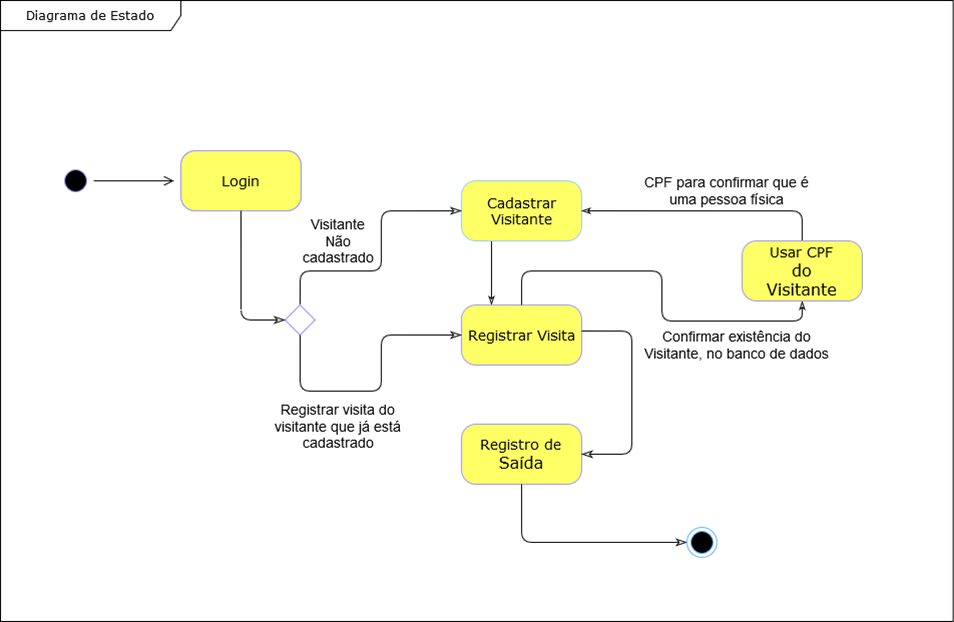 Diagrama de Estado
Login
Visitante
Não
cadastrado
Cadastrar
Visitante
CPF para confirmar que é
uma pessoa física
Usar CPF
do
Visitante
Registrar Visita
Confirmar existência do
Visitante, no banco de dados
Registrar visita do
visitante que já está
cadastrado
Registro de
Saída